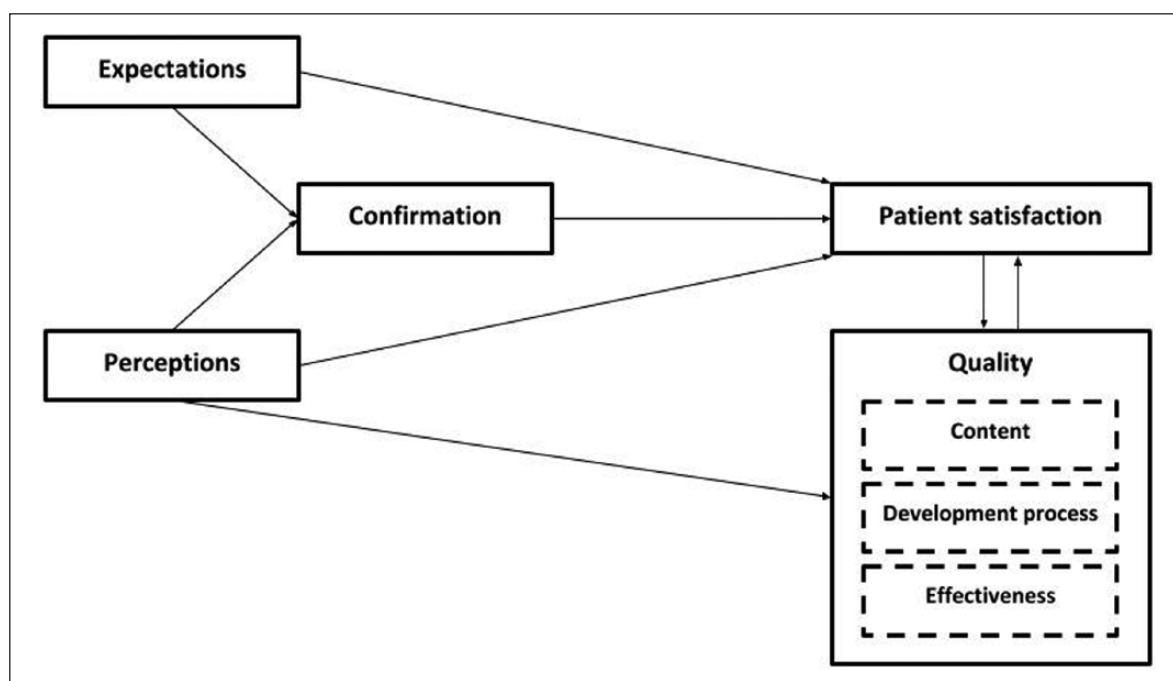 Expectations
Confirmation
Patient satisfaction
Perceptions
Quality
Content
Development process
Effectiveness